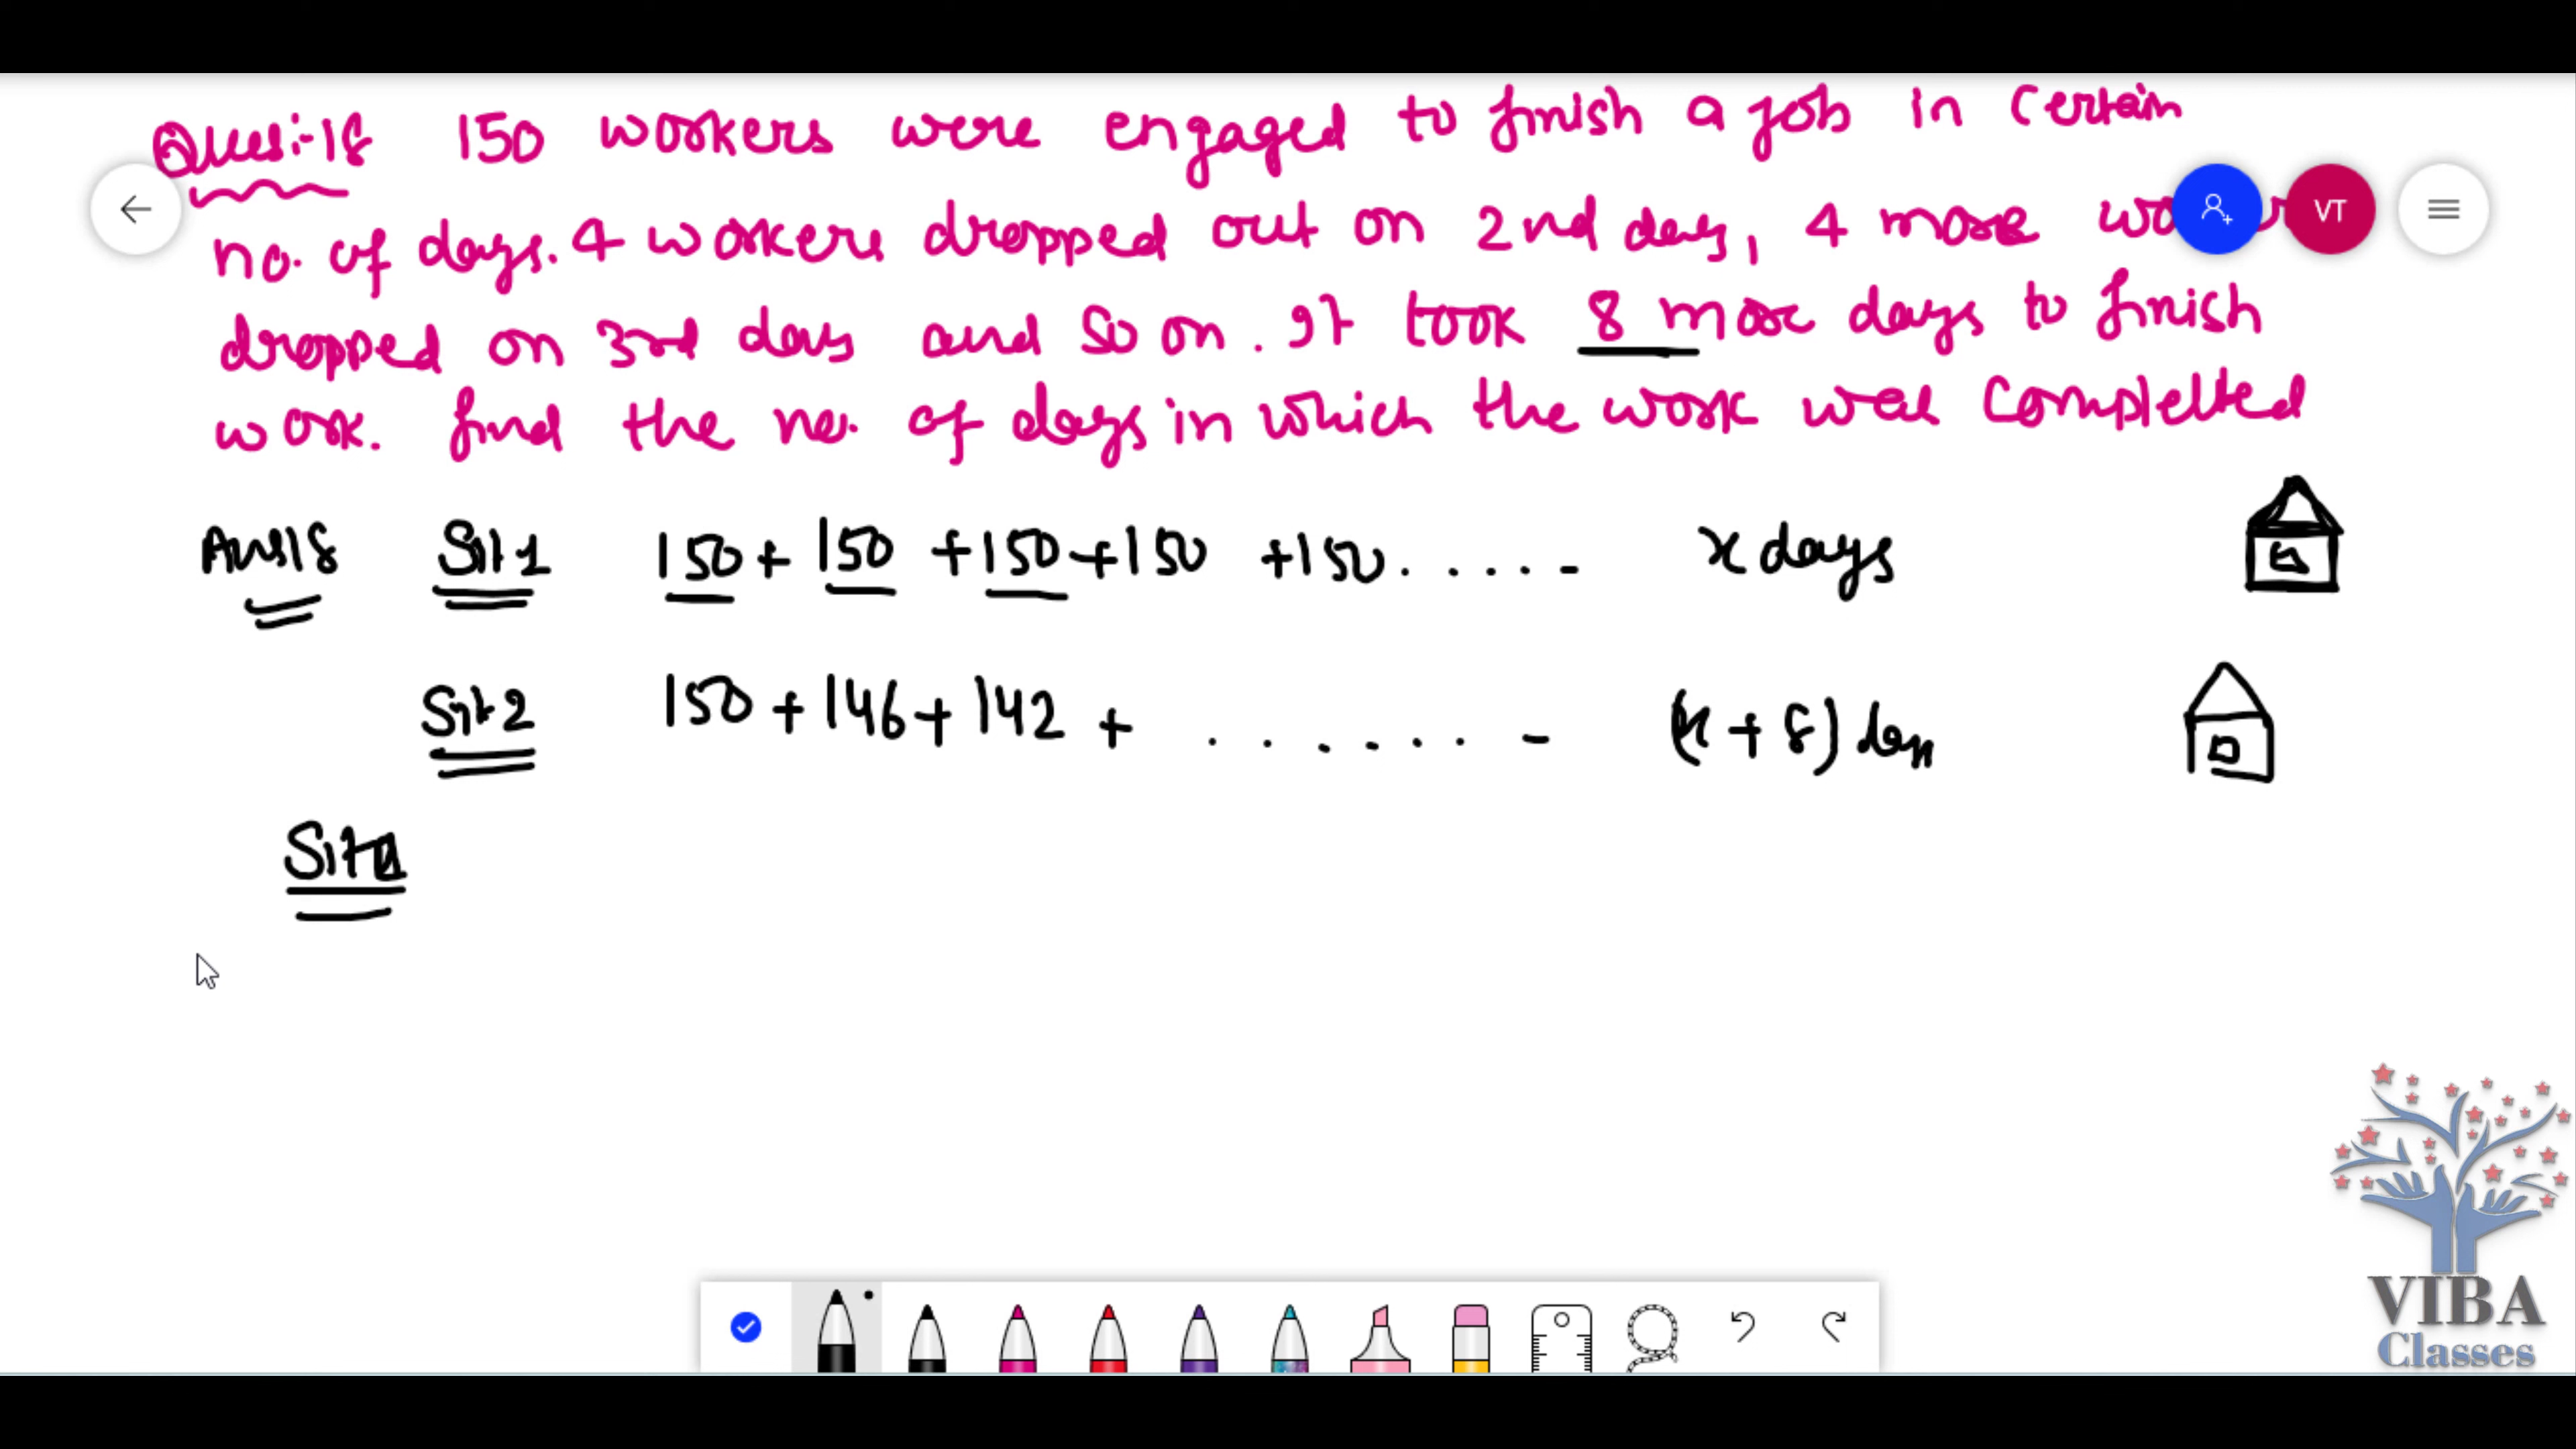 Ques:-18 150 workers were engaged to finish a job in certain
no. of days. 4 workers dropped out on 2nd day, 4 more
VT
dropped on 3rd day and so on. It took 8 more days to finish
work. find the no. of days in which the work was completted
Ans18 Sit 1 150 + 150 + 150 + 150 + 150 . . . . . - x days
Sit 2 150 + 146 + 142 + . . . . . . - (x + 8) days
Sit 1
VIBA
Classes